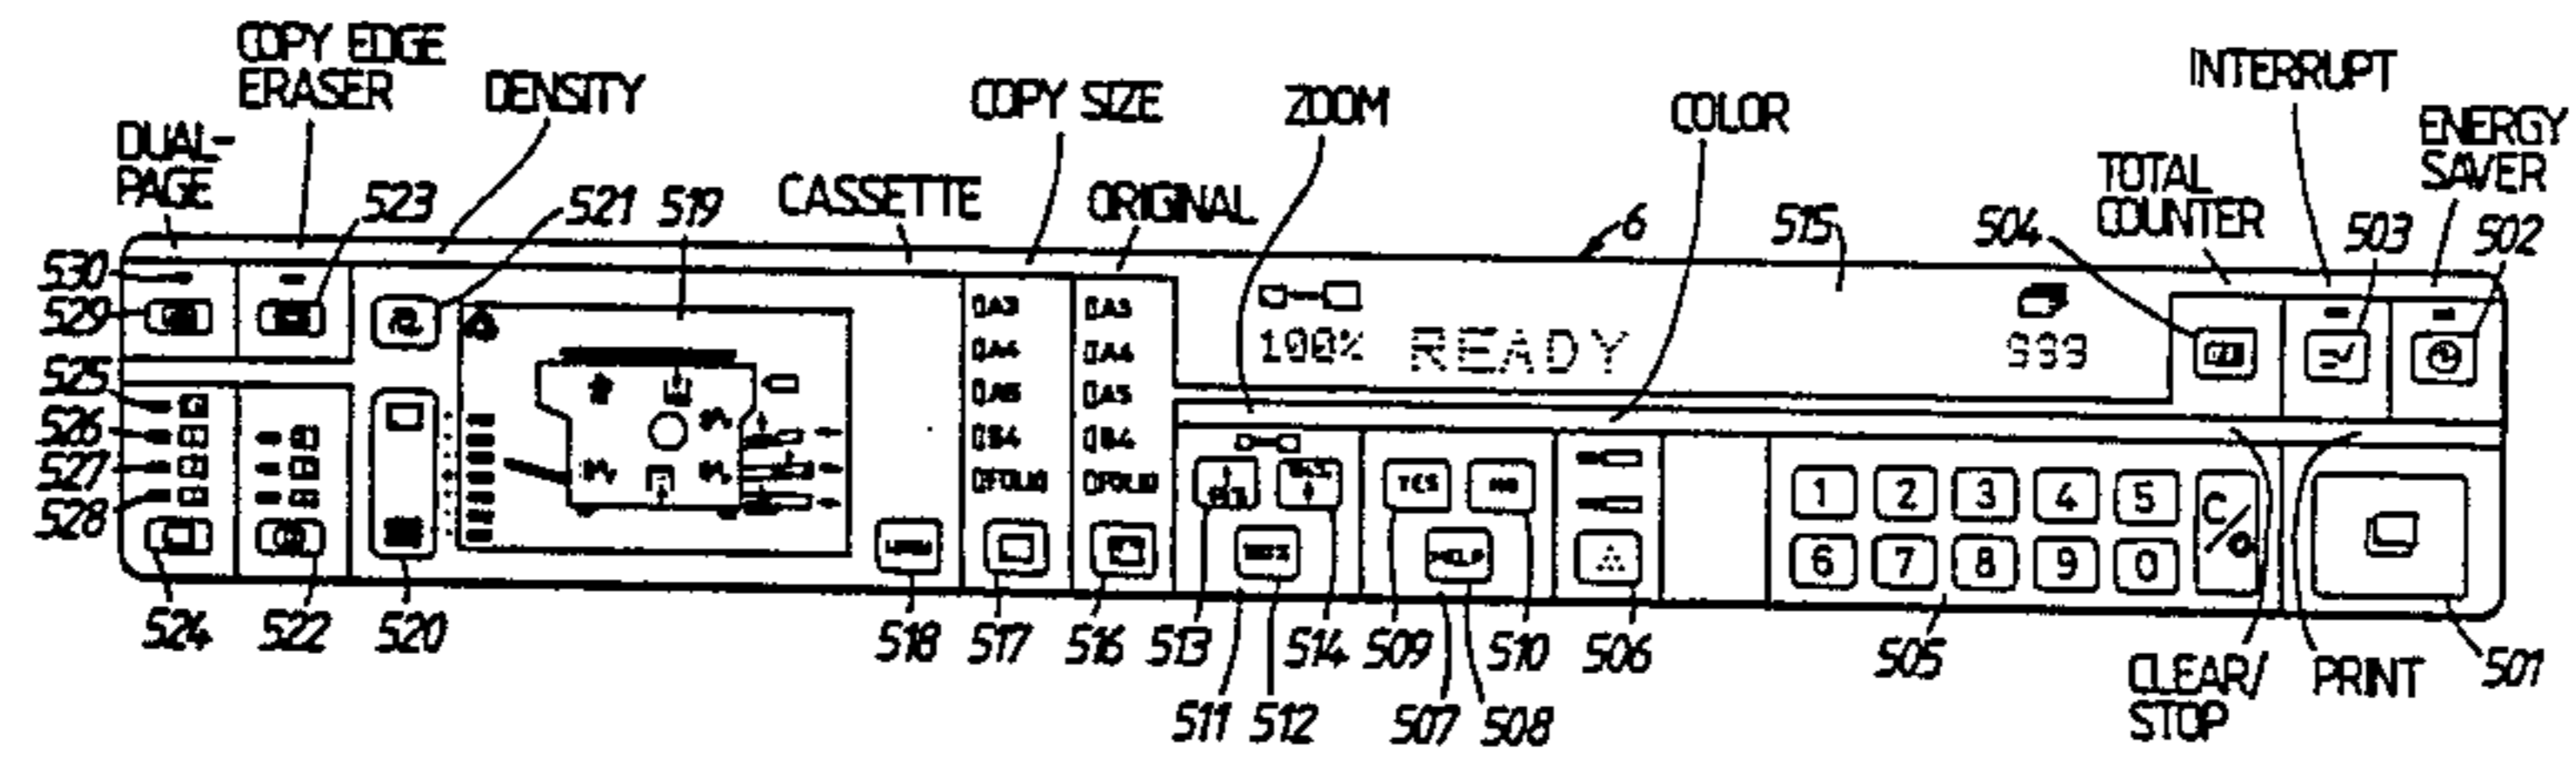 COPY EDGE
ERASER
DENSITY
COPY SIZE
ZOOM
COLOR
INTERRUPT
ENERGY
SAVER
DUAL-
PAGE
523
521
519
CASSETTE
ORIGINAL
6
515
504
TOTAL
COUNTER
503
502
530
529
525
526
527
528
A3
A4
A5
B4
FOLIO
A3
A4
A5
B4
FOLIO
100% READY 999
YES
NO
HELP
1 2 3 4 5
6 7 8 9 0
C/
524
522
520
518
517
516
513
514
509
510
506
505
CLEAR/
STOP
PRINT
501
511
512
507
508